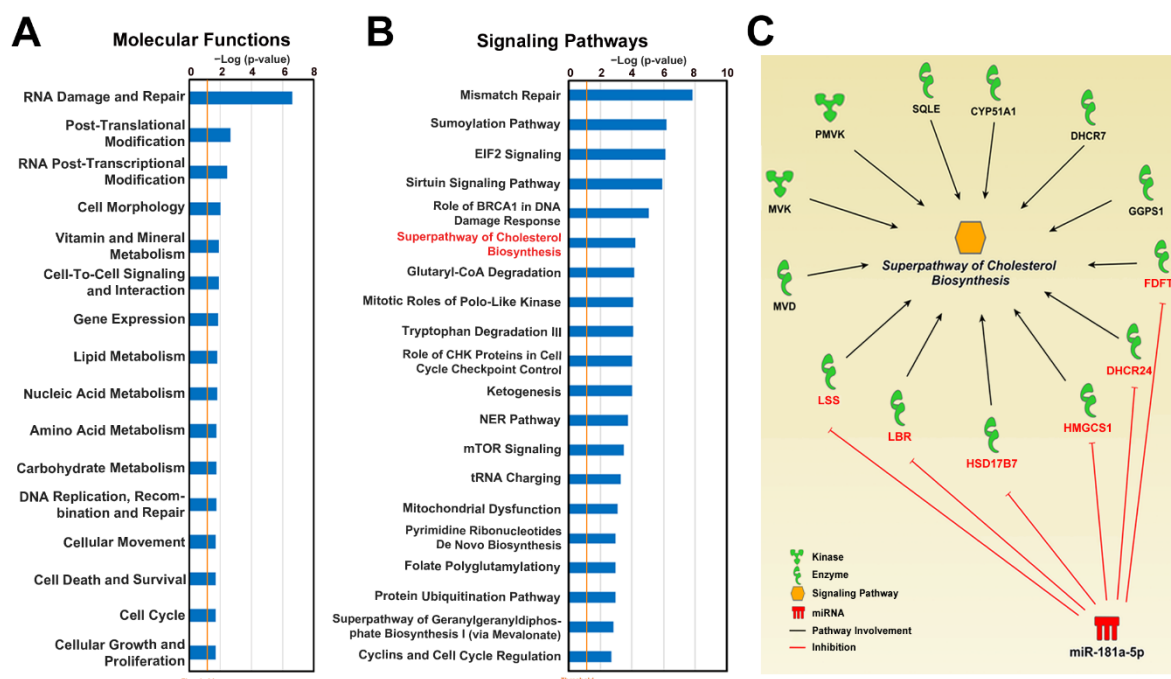 A
Molecular Functions
−Log (p-value)
0 2 4 6 8
RNA Damage and Repair
Post-Translational
Modification
RNA Post-Transcriptional
Modification
Cell Morphology
Vitamin and Mineral
Metabolism
Cell-To-Cell Signaling
and Interaction
Gene Expression
Lipid Metabolism
Nucleic Acid Metabolism
Amino Acid Metabolism
Carbohydrate Metabolism
DNA Replication, Recom-
bination and Repair
Cellular Movement
Cell Death and Survival
Cell Cycle
Cellular Growth and
Proliferation
B
Signaling Pathways
−Log (p-value)
0 2 4 6 8 10
Mismatch Repair
Sumoylation Pathway
EIF2 Signaling
Sirtuin Signaling Pathway
Role of BRCA1 in DNA
Damage Response
Superpathway of Cholesterol
Biosynthesis
Glutaryl-CoA Degradation
Mitotic Roles of Polo-Like Kinase
Tryptophan Degradation III
Role of CHK Proteins in Cell
Cycle Checkpoint Control
Ketogenesis
NER Pathway
mTOR Signaling
tRNA Charging
Mitochondrial Dysfunction
Pyrimidine Ribonucleotides
De Novo Biosynthesis
Folate Polyglutamylationy
Protein Ubiquitination Pathway
Superpathway of Geranylgeranyldiphos-
phate Biosynthesis I (via Mevalonate)
Cyclins and Cell Cycle Regulation
C
SQLE
CYP51A1
PMVK
DHCR7
MVK
GGPS1
Superpathway of Cholesterol
Biosynthesis
FDFT
MVD
DHCR24
LSS
HMGCS1
LBR
HSD17B7
Kinase
Enzyme
Signaling Pathway
miRNA
Pathway Involvement
Inhibition
miR-181a-5p